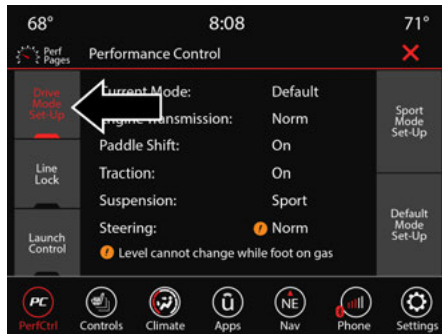 68° 8:08 71°
Perf Pages Performance Control
Drive Mode Set-Up
Line Lock
Launch Control
Current Mode: Default
Engine Transmission: Norm
Paddle Shift: On
Traction: On
Suspension: Sport
Steering: Norm
Level cannot change while foot on gas
Sport Mode Set-Up
Default Mode Set-Up
PC NE
PerfCtrl Controls Climate Apps Nav Phone Settings